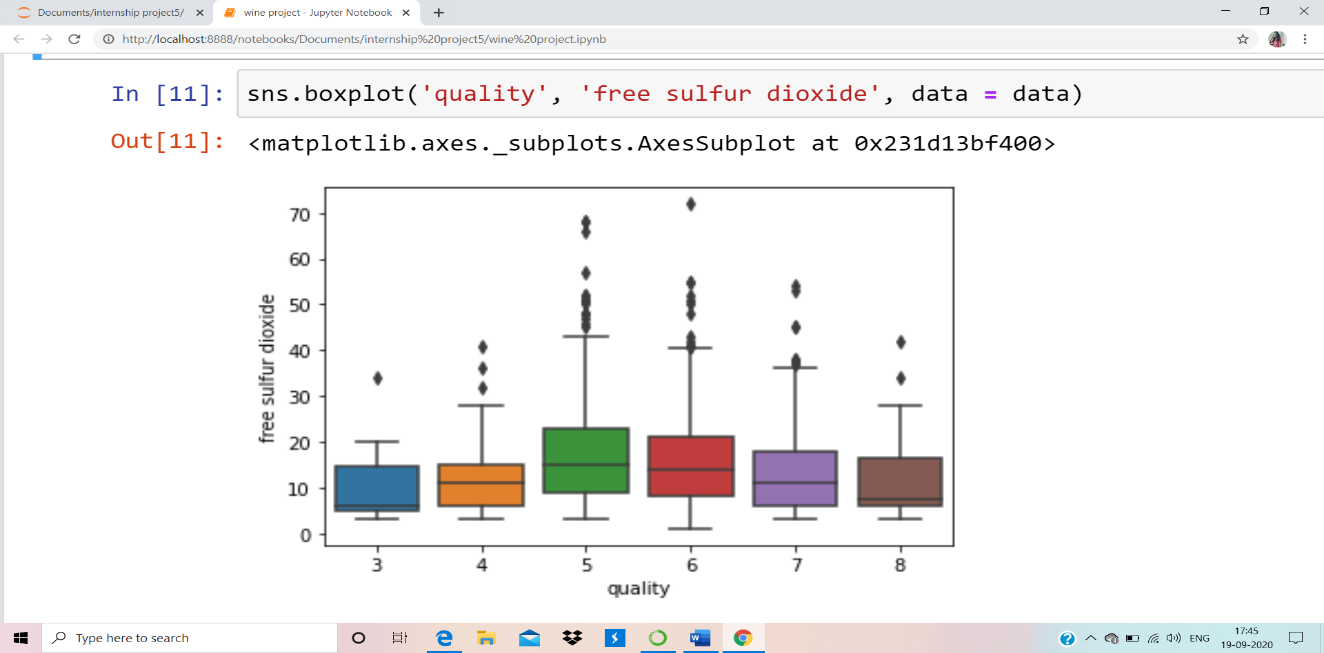 Documents/internship project5/
wine project - Jupyter Notebook
http://localhost:8888/notebooks/Documents/internship%20project5/wine%20project.ipynb
In [11]: sns.boxplot('quality', 'free sulfur dioxide', data = data)
Out[11]: <matplotlib.axes._subplots.AxesSubplot at 0x231d13bf400>
free sulfur dioxide
70
60
50
40
30
20
10
0
3 4 5 6 7 8
quality
Type here to search
ENG
17:45
19-09-2020